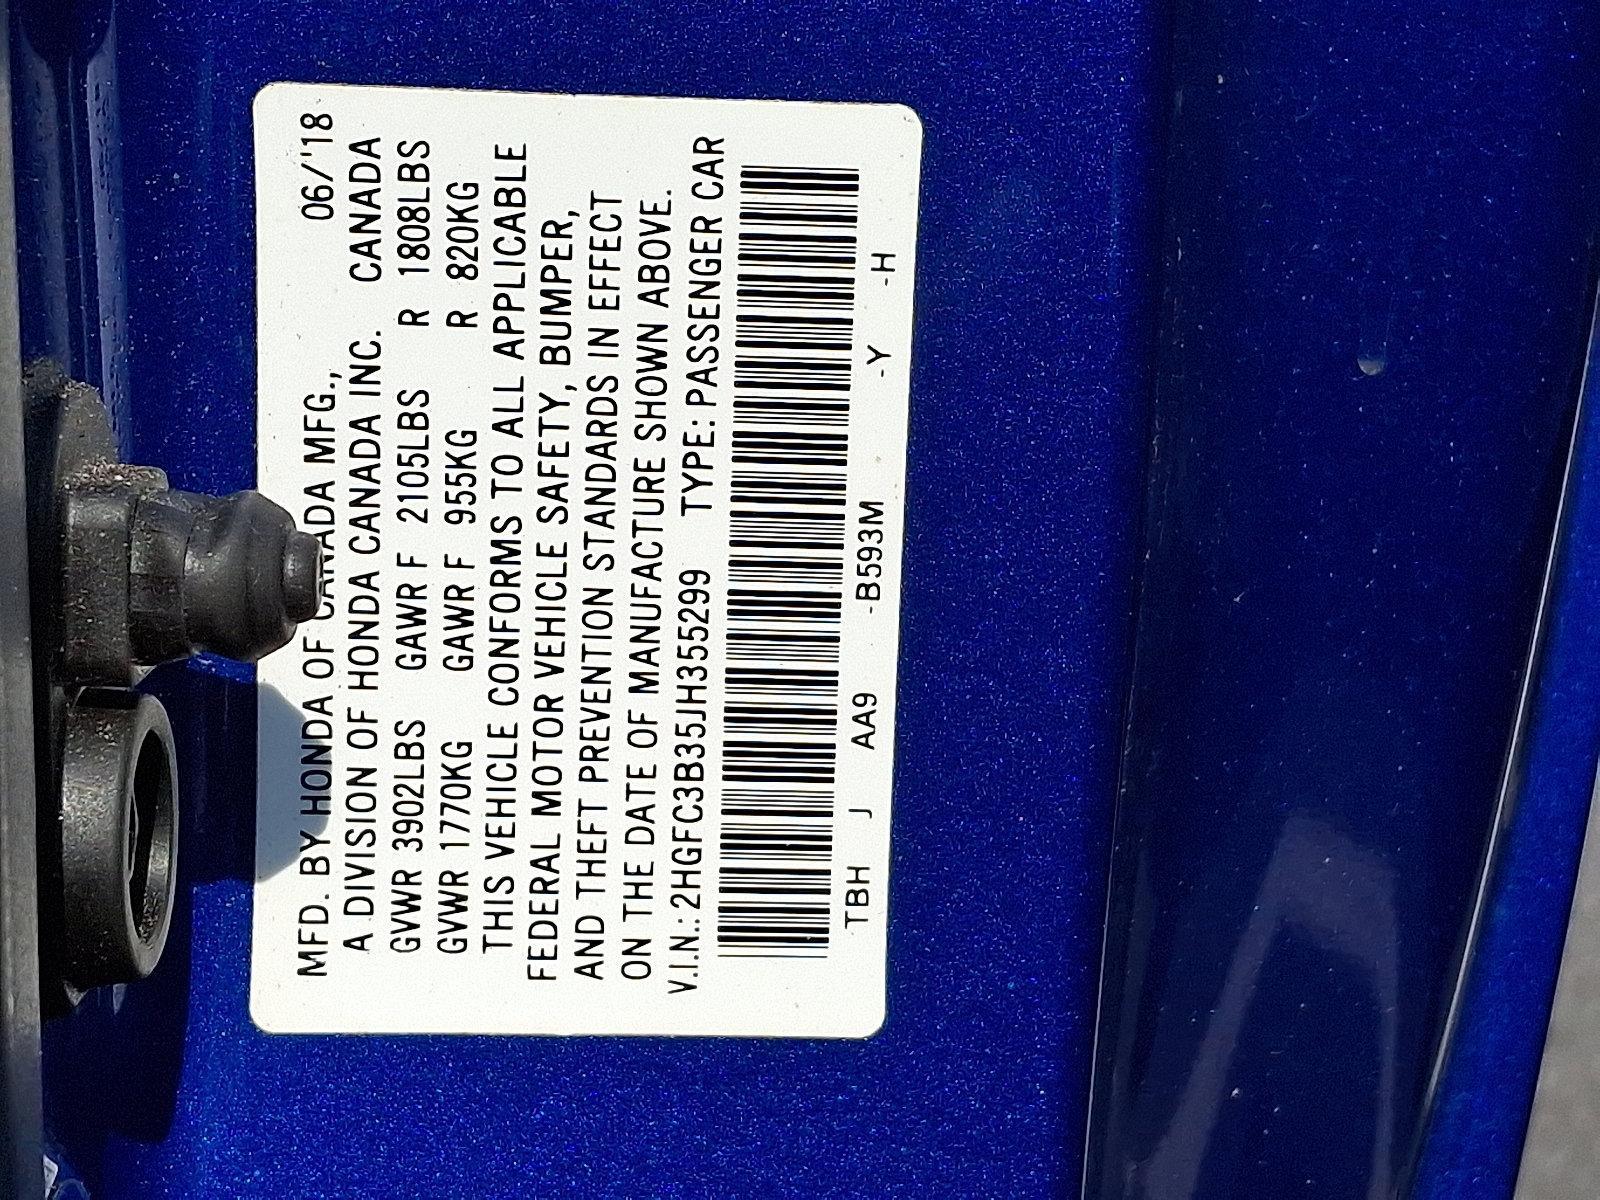 MFD. BY HONDA OF CANADA MFG., 06/'18
A DIVISION OF HONDA CANADA INC. CANADA
GVWR 3902LBS GAWR F 2105LBS R 1808LBS
GVWR 1770KG GAWR F 955KG R 820KG
THIS VEHICLE CONFORMS TO ALL APPLICABLE
FEDERAL MOTOR VEHICLE SAFETY, BUMPER,
AND THEFT PREVENTION STANDARDS IN EFFECT
ON THE DATE OF MANUFACTURE SHOWN ABOVE.
V.I.N.: 2HGFC3B35JH355299 TYPE: PASSENGER CAR
TBH J AA9 -B593M -Y -H